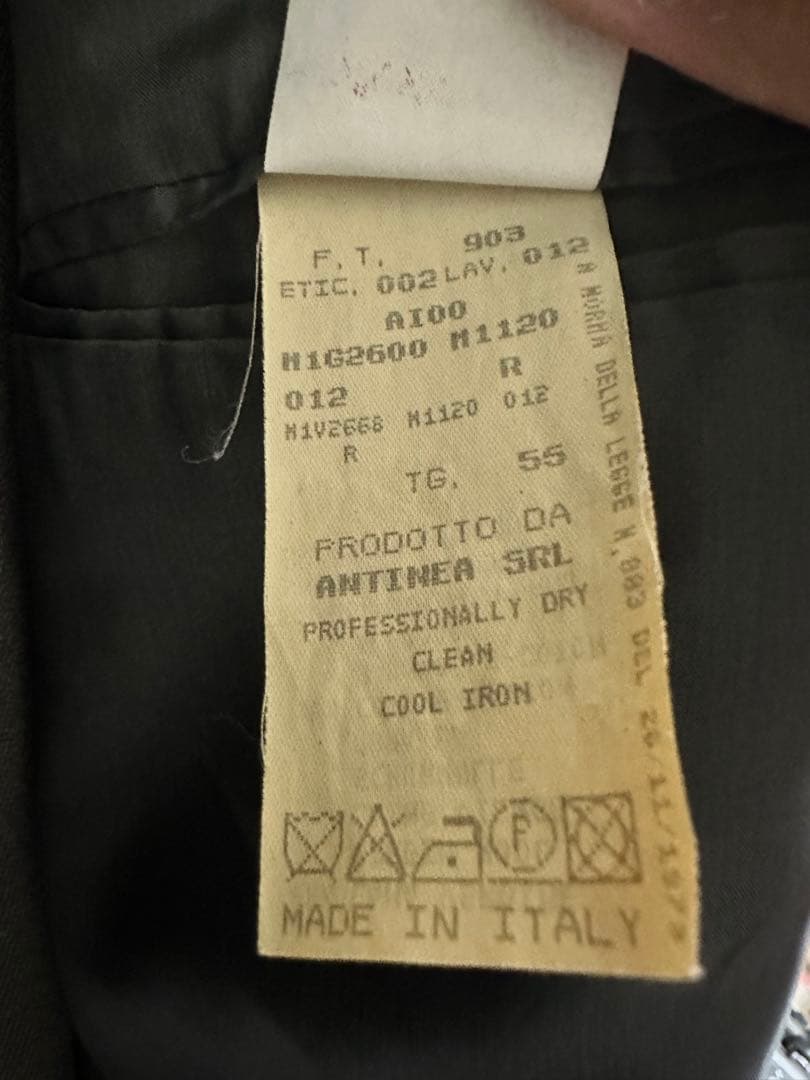 F.T. 903
ETIC. 002 LAV. 012
AI00
M1G2600 M1120
012 R
M1V2668 M1120 012
R
TG. 55
PRODOTTO DA
ANTINEA SRL
PROFESSIONALLY DRY
CLEAN
COOL IRON
F
MADE IN ITALY
A NORMA DELLA LEGGE N.883 DEL 26/11/1973